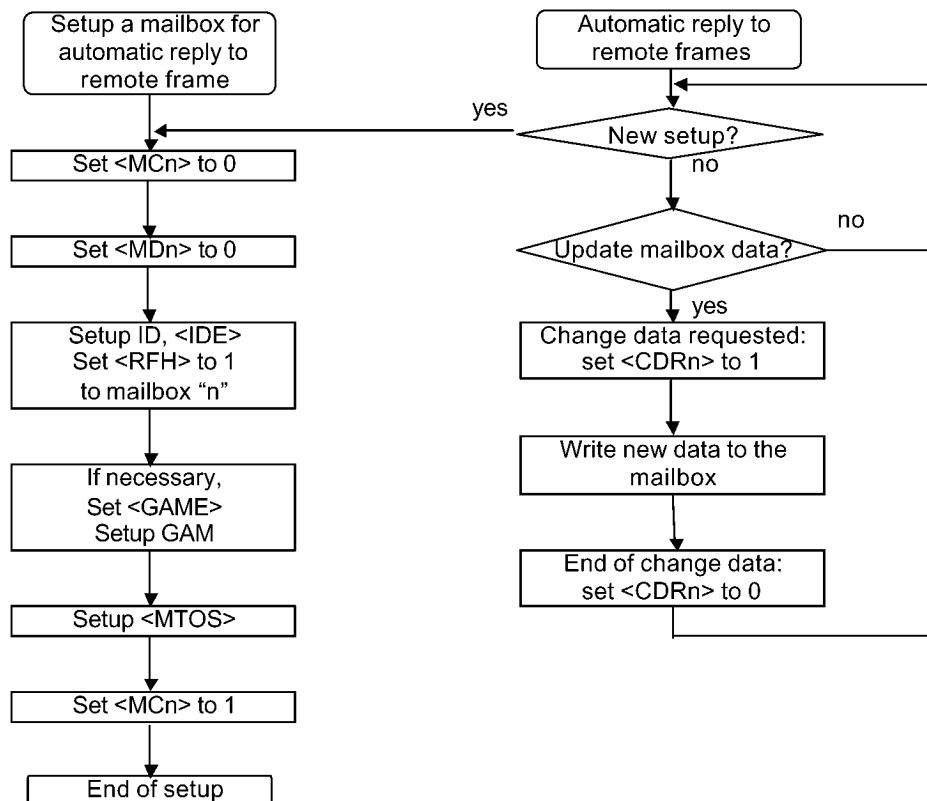 Setup a mailbox for
automatic reply to
remote frame
Set <MCn> to 0
Set <MDn> to 0
Setup ID, <IDE>
Set <RFH> to 1
to mailbox “n”
If necessary,
Set <GAME>
Setup GAM
Setup <MTOS>
Set <MCn> to 1
End of setup
Automatic reply to
remote frames
yes
New setup?
no
Update mailbox data?
no
yes
Change data requested:
set <CDRn> to 1
Write new data to the
mailbox
End of change data:
set <CDRn> to 0